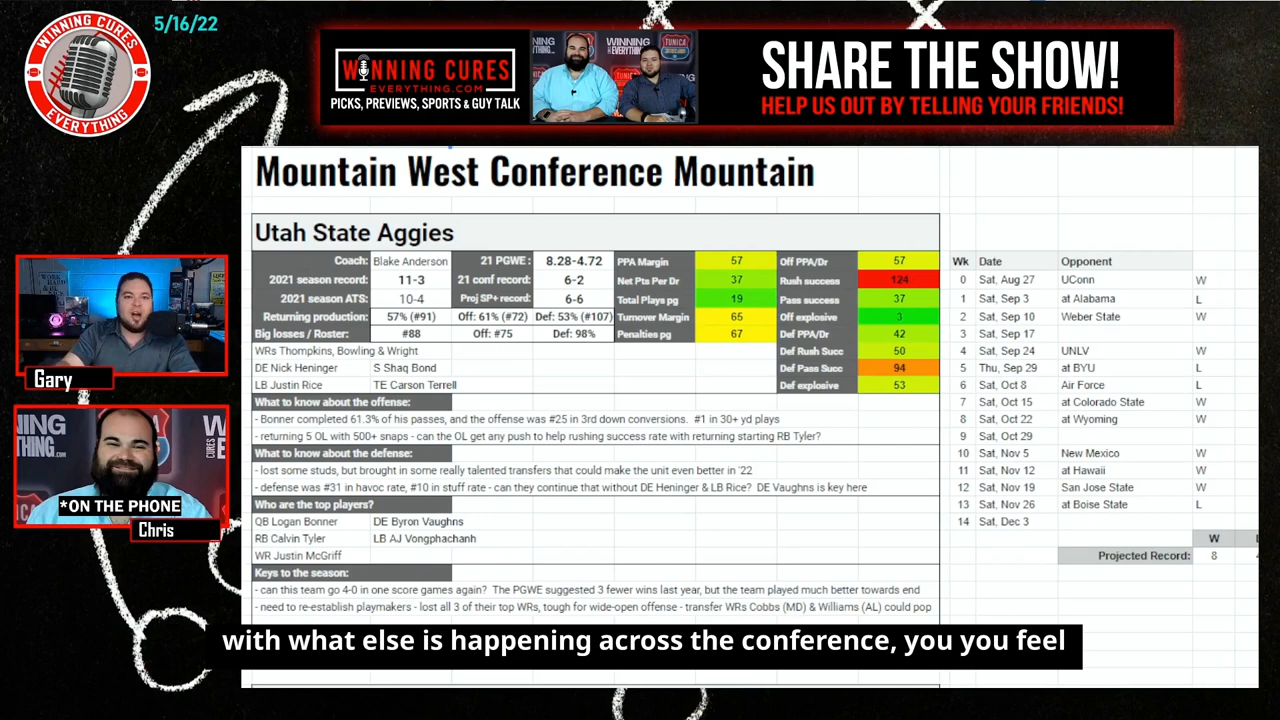 5/16/22
WINNING CURES
EVERYTHING
WINNING CURES
EVERYTHING.COM
PICKS, PREVIEWS, SPORTS & GUY TALK
SHARE THE SHOW!
HELP US OUT BY TELLING YOUR FRIENDS!
Mountain West Conference Mountain
Utah State Aggies
Coach: Blake Anderson 21 PGWE: 8.28-4.72 PPA Margin 57 Off PPA/Dr 57
2021 season record: 11-3 21 conf record: 6-2 Net Pts Per Dr 37 Rush success 124
2021 season ATS: 10-4 Proj SP+ record: 6-6 Total Plays pg 19 Pass success 37
Returning production: 57% (#91) Off: 61% (#72) Def: 53% (#107) Turnover Margin 65 Off explosive 3
Big losses / Roster: #88 Off: #75 Def: 98% Penalties pg 67 Def PPA/Dr 42
WRs Thompkins, Bowling & Wright Def Rush Succ 50
DE Nick Heninger S Shaq Bond Def Pass Succ 94
LB Justin Rice TE Carson Terrell Def explosive 53
What to know about the offense:
- Bonner completed 61.3% of his passes, and the offense was #25 in 3rd down conversions. #1 in 30+ yd plays
- returning 5 OL with 500+ snaps - can the OL get any push to help rushing success rate with returning starting RB Tyler?
What to know about the defense:
- lost some studs, but brought in some really talented transfers that could make the unit even better in '22
- defense was #31 in havoc rate, #10 in stuff rate - can they continue that without DE Heninger & LB Rice? DE Vaughns is key here
Who are the top players?
QB Logan Bonner DE Byron Vaughns
RB Calvin Tyler LB AJ Vongphachanh
WR Justin McGriff
Keys to the season:
- can this team go 4-0 in one score games again? The PGWE suggested 3 fewer wins last year, but the team played much better towards end
- need to re-establish playmakers - lost all 3 of their top WRs, tough for wide-open offense - transfer WRs Cobbs (MD) & Williams (AL) could pop
Wk Date Opponent
0 Sat, Aug 27 UConn W
1 Sat, Sep 3 at Alabama L
2 Sat, Sep 10 Weber State W
3 Sat, Sep 17
4 Sat, Sep 24 UNLV W
5 Thu, Sep 29 at BYU L
6 Sat, Oct 8 Air Force L
7 Sat, Oct 15 at Colorado State W
8 Sat, Oct 22 at Wyoming W
9 Sat, Oct 29
10 Sat, Nov 5 New Mexico W
11 Sat, Nov 12 at Hawaii W
12 Sat, Nov 19 San Jose State W
13 Sat, Nov 26 at Boise State L
14 Sat, Dec 3
W
Projected Record: 8
Gary
*ON THE PHONE
Chris
with what else is happening across the conference, you you feel